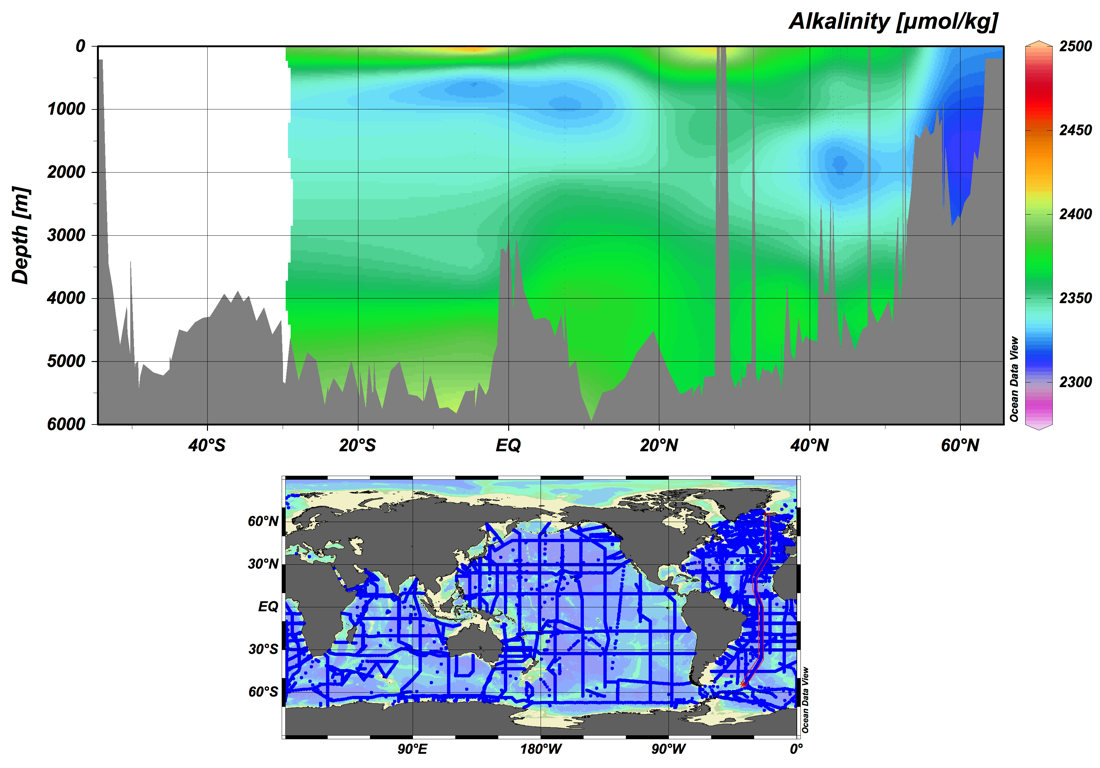 Alkalinity [μmol/kg]
Depth [m]
0
1000
2000
3000
4000
5000
6000
40°S
20°S
EQ
20°N
40°N
60°N
2500
2450
2400
2350
2300
Ocean Data View
60°N
30°N
EQ
30°S
60°S
90°E
180°W
90°W
0°
Ocean Data View